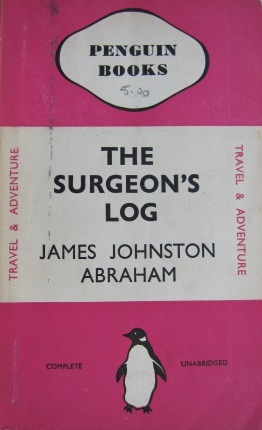 PENGUIN
BOOKS
5.00
TRAVEL & ADVENTURE
THE
SURGEON'S
LOG
JAMES JOHNSTON
ABRAHAM
TRAVEL & ADVENTURE
COMPLETE
UNABRIDGED